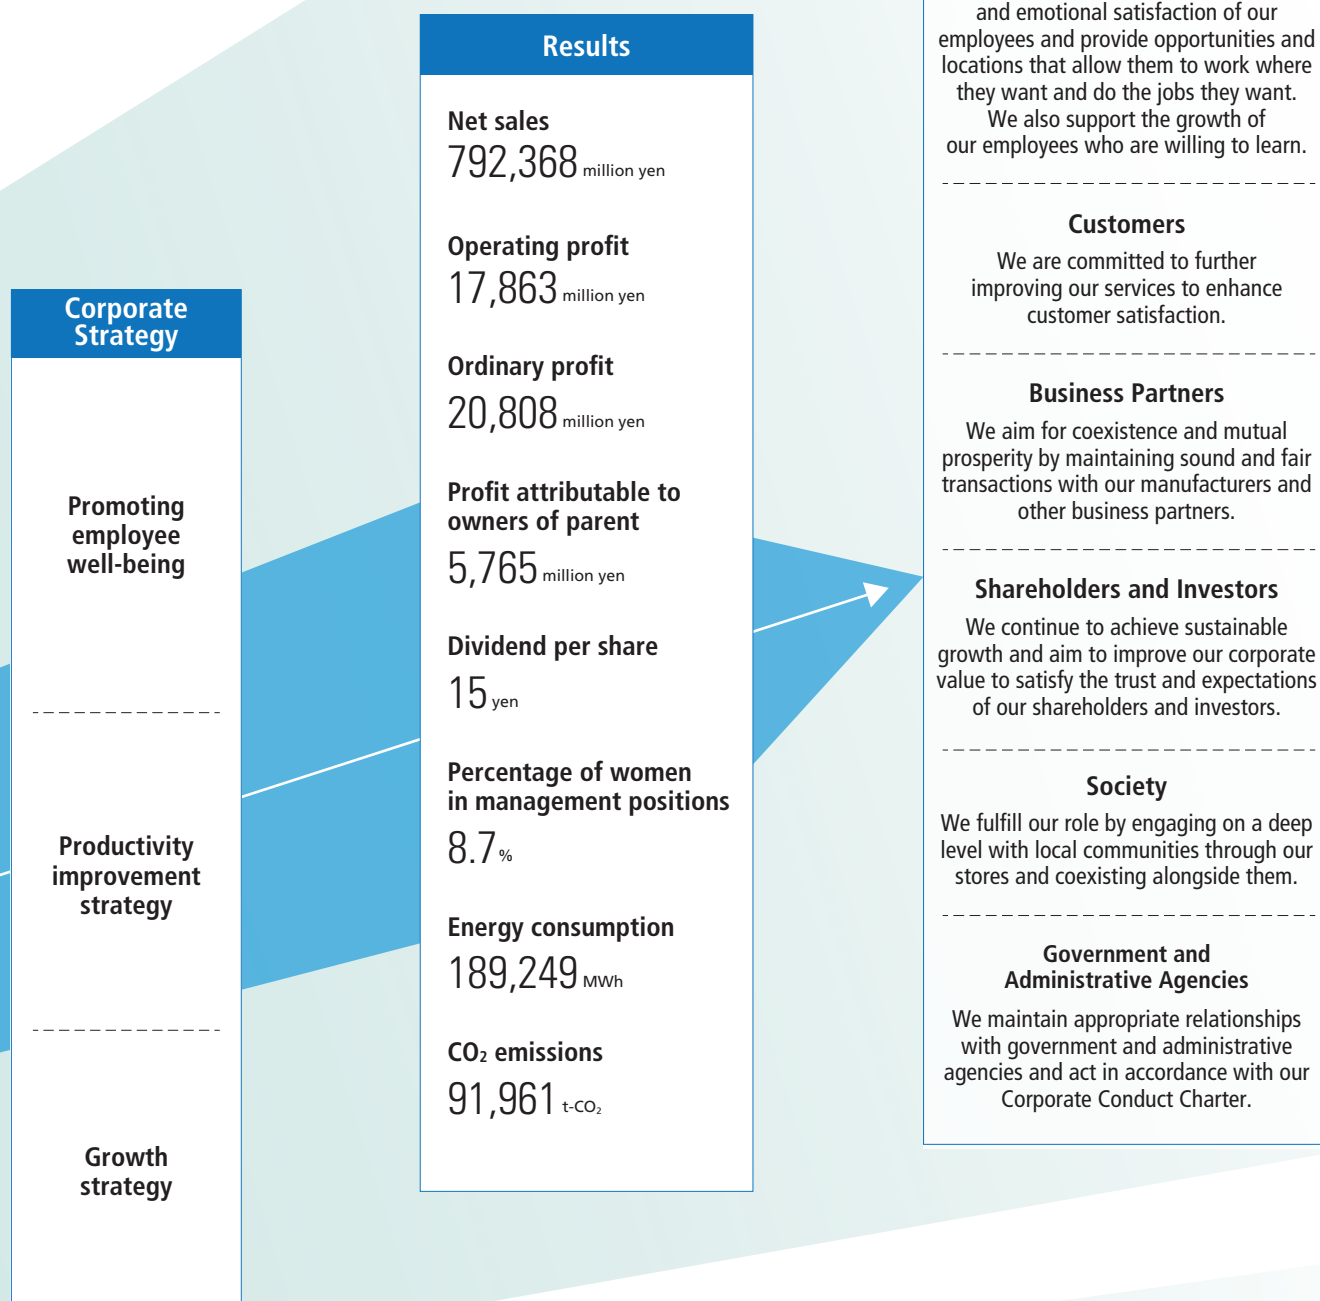 Corporate
Strategy
Promoting
employee
well-being
Productivity
improvement
strategy
Growth
strategy
Results
Net sales
792,368 million yen
Operating profit
17,863 million yen
Ordinary profit
20,808 million yen
Profit attributable to
owners of parent
5,765 million yen
Dividend per share
15 yen
Percentage of women
in management positions
8.7 %
Energy consumption
189,249 MWh
CO₂ emissions
91,961 t-CO₂
and emotional satisfaction of our
employees and provide opportunities and
locations that allow them to work where
they want and do the jobs they want.
We also support the growth of
our employees who are willing to learn.
Customers
We are committed to further
improving our services to enhance
customer satisfaction.
Business Partners
We aim for coexistence and mutual
prosperity by maintaining sound and fair
transactions with our manufacturers and
other business partners.
Shareholders and Investors
We continue to achieve sustainable
growth and aim to improve our corporate
value to satisfy the trust and expectations
of our shareholders and investors.
Society
We fulfill our role by engaging on a deep
level with local communities through our
stores and coexisting alongside them.
Government and
Administrative Agencies
We maintain appropriate relationships
with government and administrative
agencies and act in accordance with our
Corporate Conduct Charter.